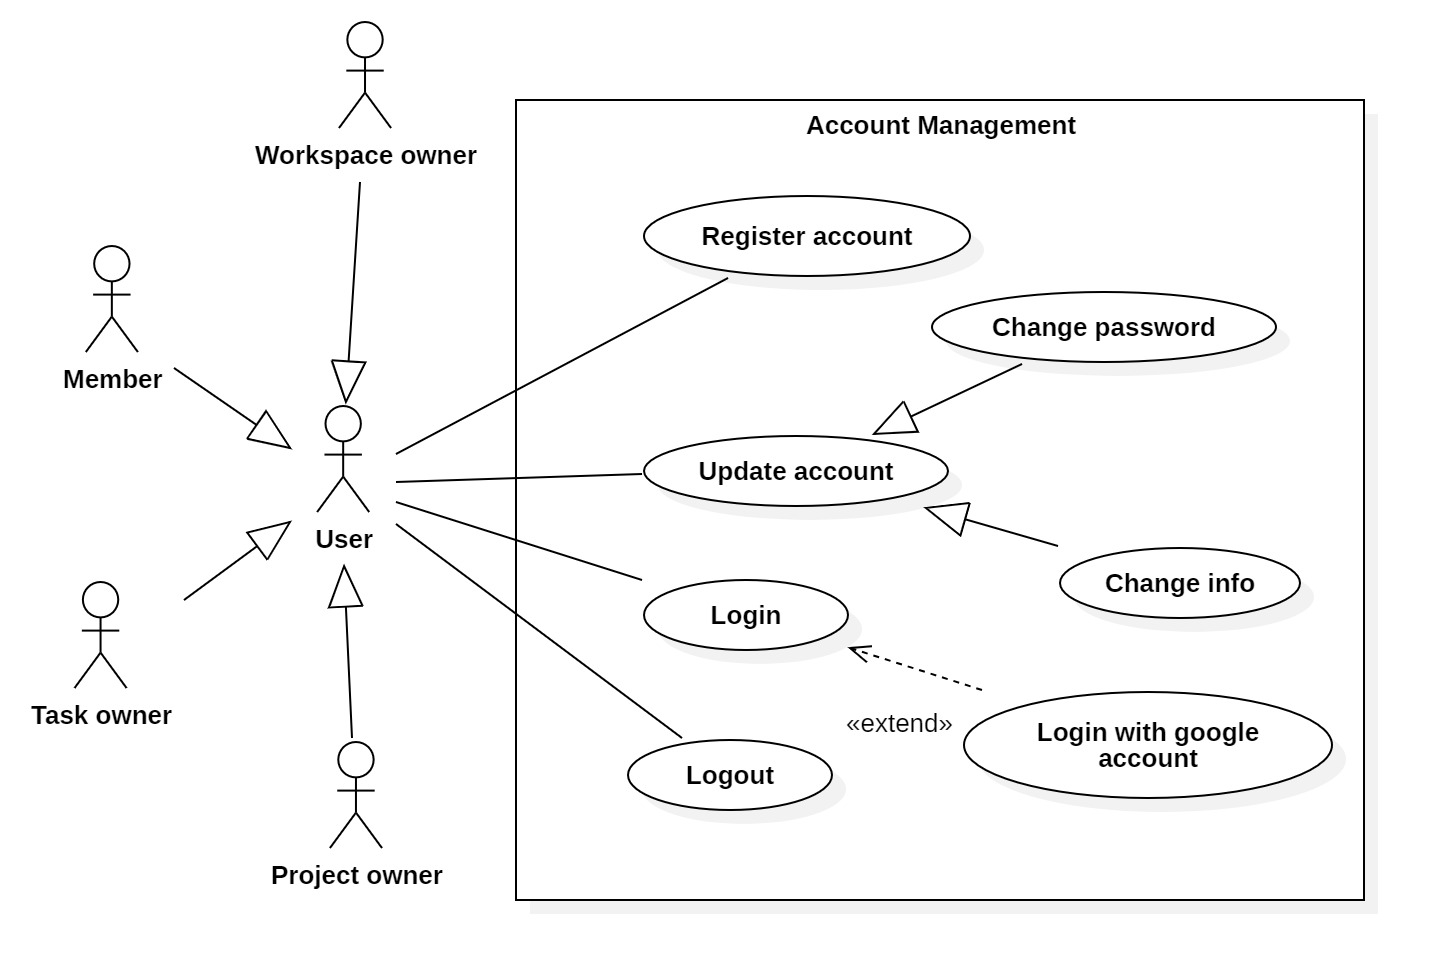 Workspace owner
Account Management
Register account
Change password
Member
Update account
User
Change info
Login
Task owner
«extend»
Login with google
account
Logout
Project owner